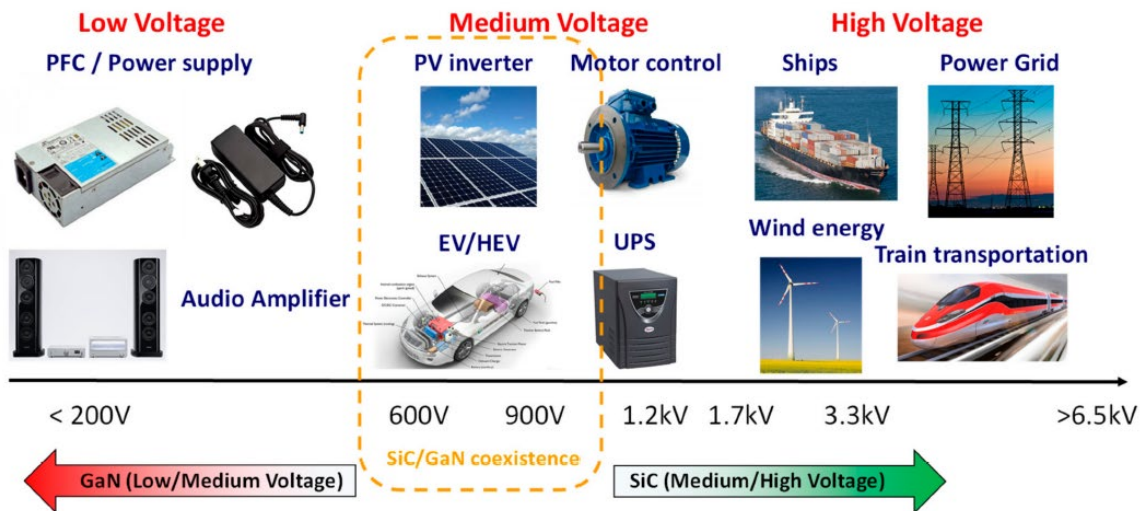 Low Voltage
Medium Voltage
High Voltage
PFC / Power supply
PV inverter
Motor control
Ships
Power Grid
EV/HEV
UPS
Wind energy
Train transportation
Audio Amplifier
< 200V
600V
900V
1.2kV
1.7kV
3.3kV
>6.5kV
SiC/GaN coexistence
GaN (Low/Medium Voltage)
SiC (Medium/High Voltage)